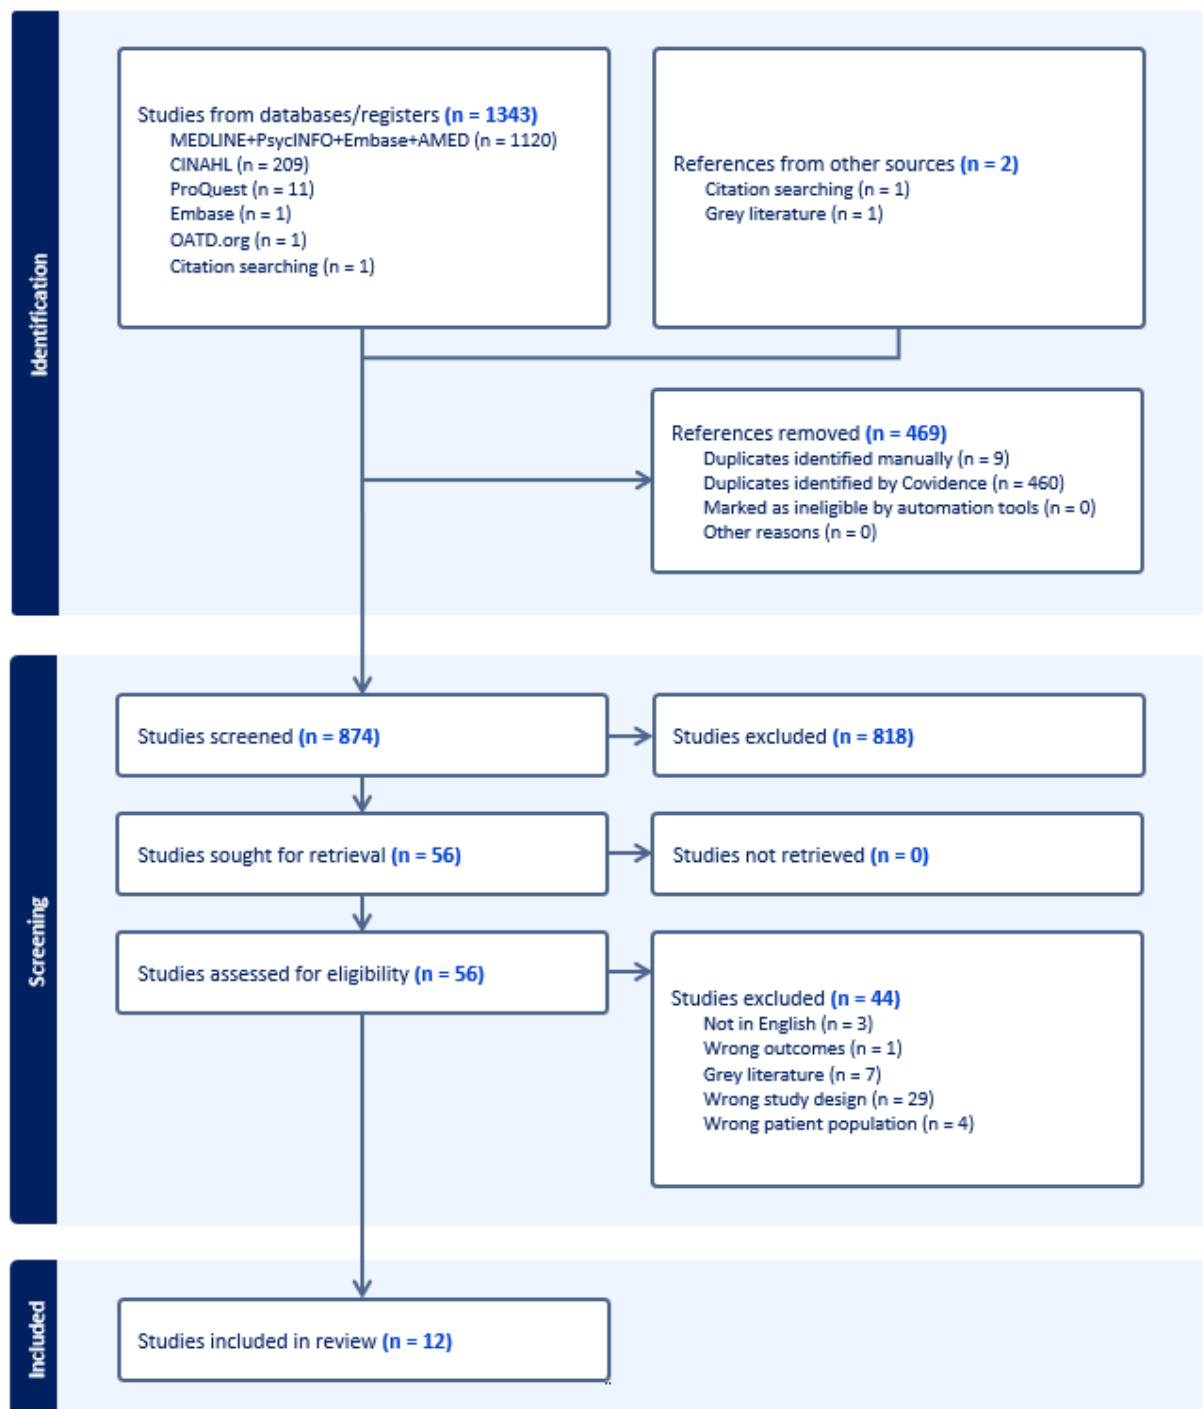 Identification
Studies from databases/registers (n = 1343)
MEDLINE+PsycINFO+Embase+AMED (n = 1120)
CINAHL (n = 209)
ProQuest (n = 11)
Embase (n = 1)
OATD.org (n = 1)
Citation searching (n = 1)
References from other sources (n = 2)
Citation searching (n = 1)
Grey literature (n = 1)
References removed (n = 469)
Duplicates identified manually (n = 9)
Duplicates identified by Covidence (n = 460)
Marked as ineligible by automation tools (n = 0)
Other reasons (n = 0)
Screening
Studies screened (n = 874)
Studies excluded (n = 818)
Studies sought for retrieval (n = 56)
Studies not retrieved (n = 0)
Studies assessed for eligibility (n = 56)
Studies excluded (n = 44)
Not in English (n = 3)
Wrong outcomes (n = 1)
Grey literature (n = 7)
Wrong study design (n = 29)
Wrong patient population (n = 4)
Included
Studies included in review (n = 12)